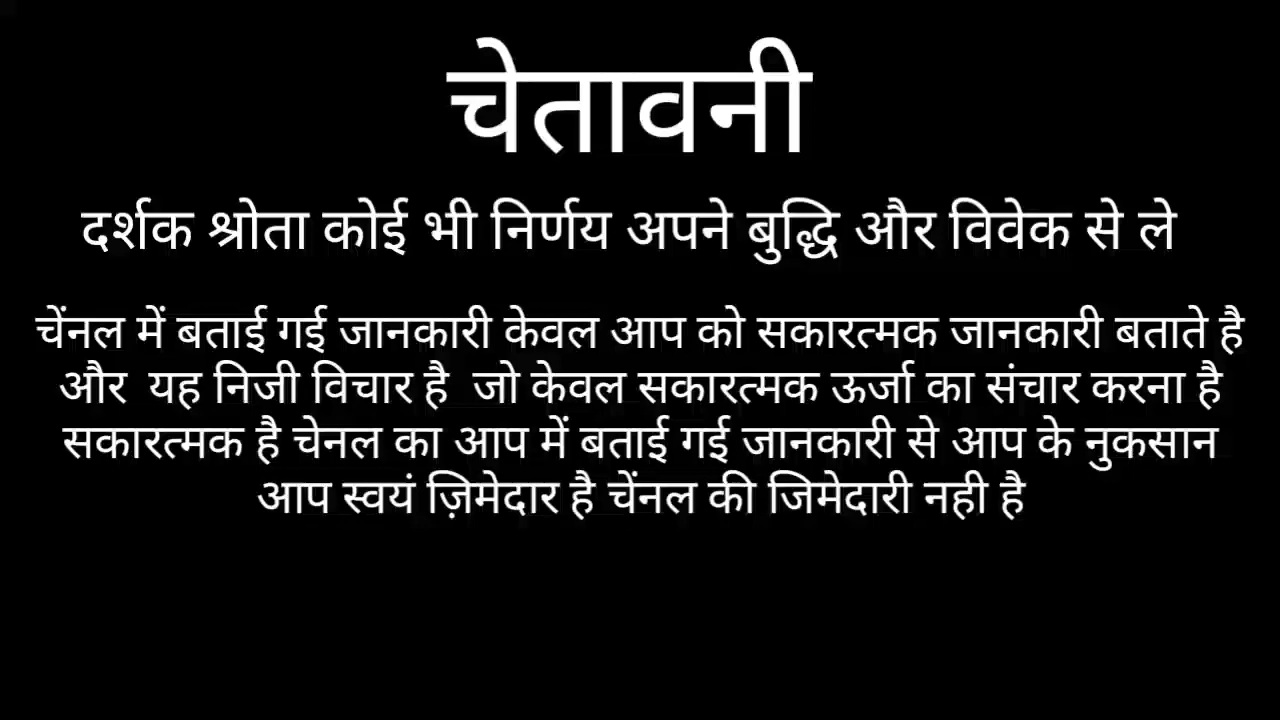 चेतावनी
दर्शक श्रोता कोई भी निर्णय अपने बुद्धि और विवेक से ले
चेंनल में बताई गई जानकारी केवल आप को सकारत्मक जानकारी बताते है
और यह निजी विचार है जो केवल सकारत्मक ऊर्जा का संचार करना है
सकारत्मक है चेनल का आप में बताई गई जानकारी से आप के नुकसान
आप स्वयं ज़िमेदार है चेंनल की जिमेदारी नही है